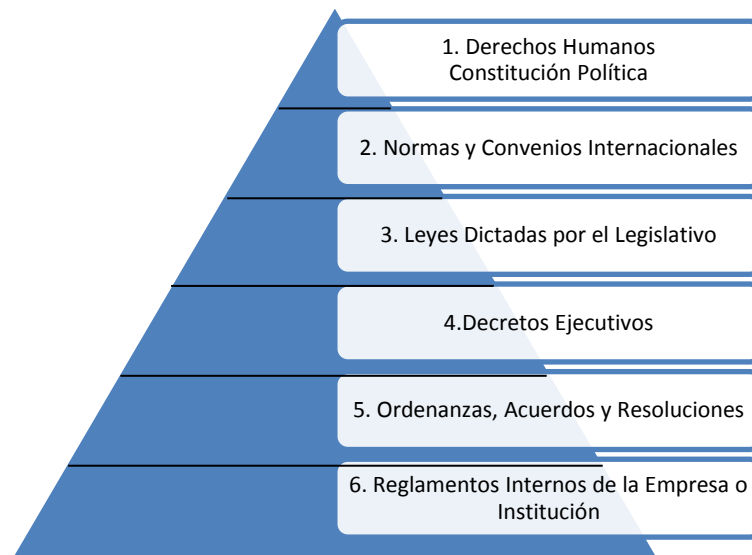 1. Derechos Humanos
Constitución Política
2. Normas y Convenios Internacionales
3. Leyes Dictadas por el Legislativo
4.Decretos Ejecutivos
5. Ordenanzas, Acuerdos y Resoluciones
6. Reglamentos Internos de la Empresa o
Institución